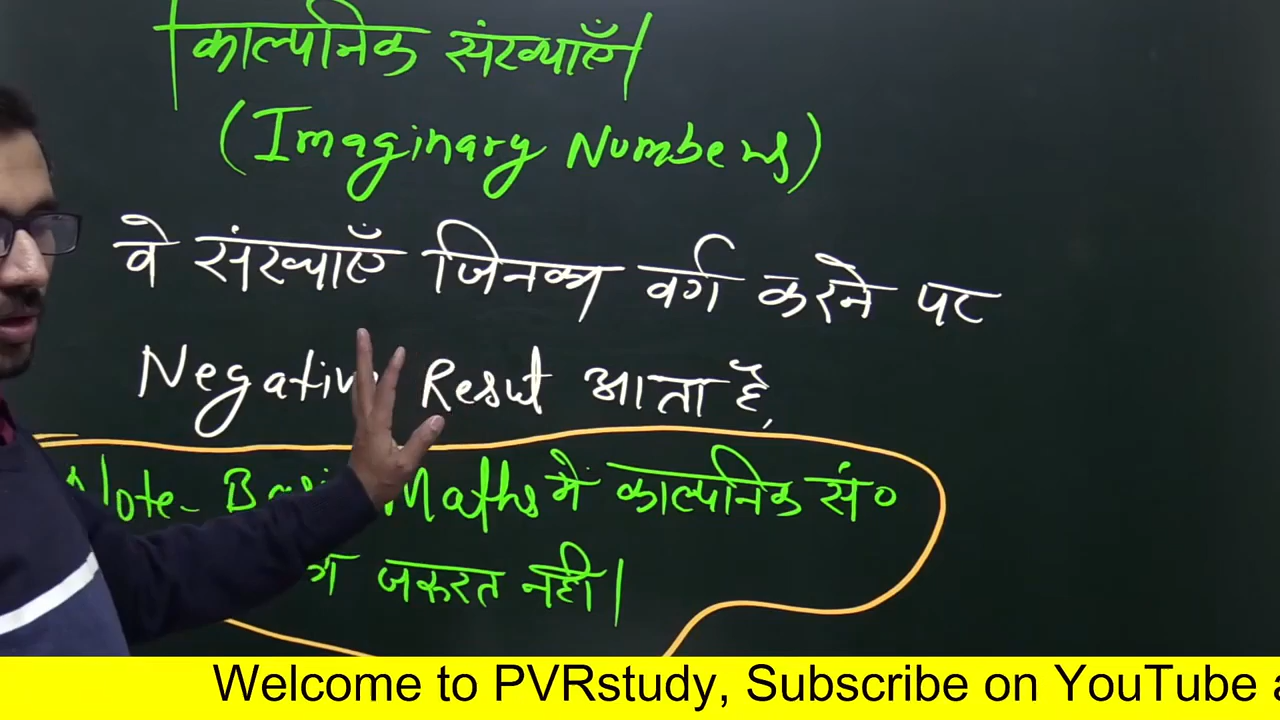 काल्पनिक संख्याएँ
(Imaginary Numbers)
वे संख्याएँ जिनका वर्ग करने पर
Negative Result आता है,
Note- Basic Maths में काल्पनिक सं०
जरूरत नही।
Welcome to PVRstudy, Subscribe on YouTube a